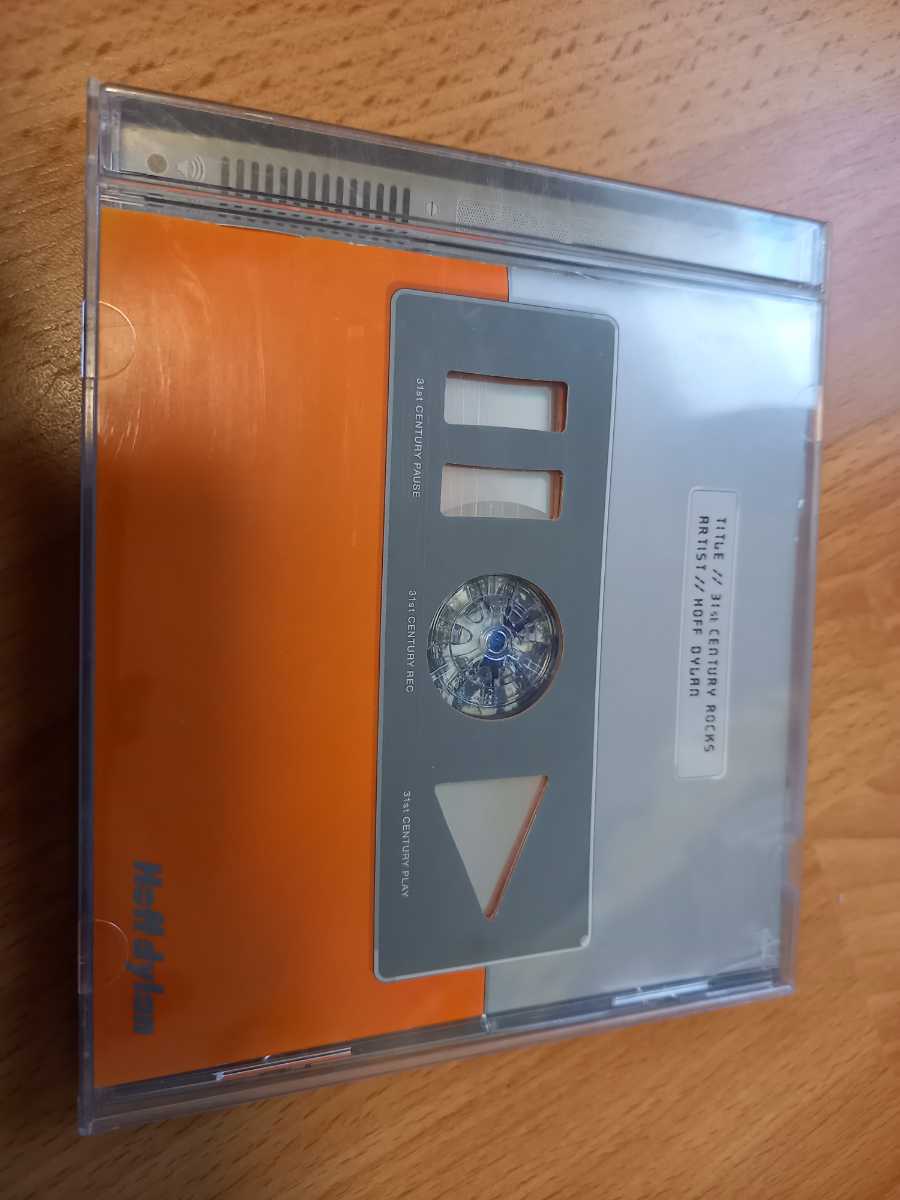 TITLE // 31st CENTURY ROCKS
ARTIST // HOFF DYLAN
31st CENTURY PAUSE
31st CENTURY REC
31st CENTURY PLAY
Hoff dylan